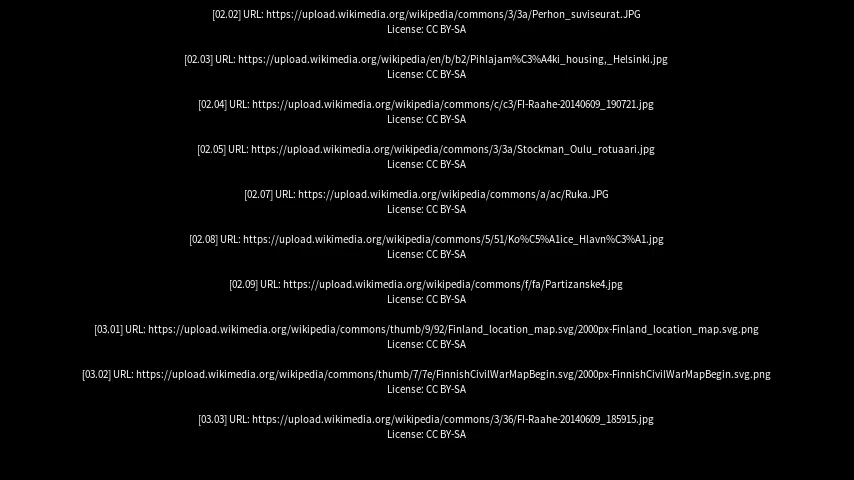 [02.02] URL: https://upload.wikimedia.org/wikipedia/commons/3/3a/Perhon_suviseurat.JPG
License: CC BY-SA
[02.03] URL: https://upload.wikimedia.org/wikipedia/en/b/b2/Pihlajam%C3%A4ki_housing,_Helsinki.jpg
License: CC BY-SA
[02.04] URL: https://upload.wikimedia.org/wikipedia/commons/c/c3/FI-Raahe-20140609_190721.jpg
License: CC BY-SA
[02.05] URL: https://upload.wikimedia.org/wikipedia/commons/3/3a/Stockman_Oulu_rotuaari.jpg
License: CC BY-SA
[02.07] URL: https://upload.wikimedia.org/wikipedia/commons/a/ac/Ruka.JPG
License: CC BY-SA
[02.08] URL: https://upload.wikimedia.org/wikipedia/commons/5/51/Ko%C5%A1ice_Hlavn%C3%A1.jpg
License: CC BY-SA
[02.09] URL: https://upload.wikimedia.org/wikipedia/commons/f/fa/Partizanske4.jpg
License: CC BY-SA
[03.01] URL: https://upload.wikimedia.org/wikipedia/commons/thumb/9/92/Finland_location_map.svg/2000px-Finland_location_map.svg.png
License: CC BY-SA
[03.02] URL: https://upload.wikimedia.org/wikipedia/commons/thumb/7/7e/FinnishCivilWarMapBegin.svg/2000px-FinnishCivilWarMapBegin.svg.png
License: CC BY-SA
[03.03] URL: https://upload.wikimedia.org/wikipedia/commons/3/36/FI-Raahe-20140609_185915.jpg
License: CC BY-SA